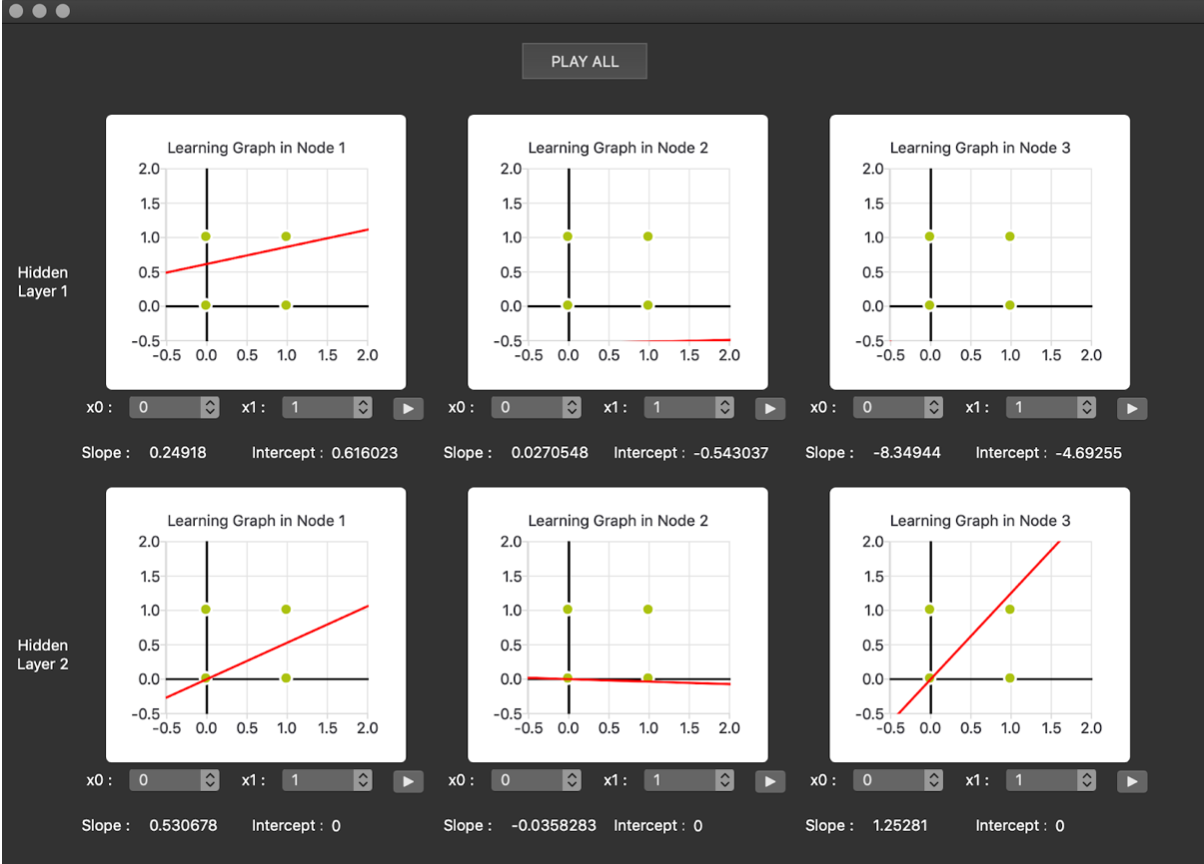 PLAY ALL
Learning Graph in Node 1
2.0
1.5
1.0
0.5
0.0
-0.5
-0.5 0.0 0.5 1.0 1.5 2.0
Learning Graph in Node 2
2.0
1.5
1.0
0.5
0.0
-0.5
-0.5 0.0 0.5 1.0 1.5 2.0
Learning Graph in Node 3
2.0
1.5
1.0
0.5
0.0
-0.5
-0.5 0.0 0.5 1.0 1.5 2.0
Hidden
Layer 1
x0 : 0 x1 : 1
x0 : 0 x1 : 1
x0 : 0 x1 : 1
Slope : 0.24918 Intercept : 0.616023
Slope : 0.0270548 Intercept : -0.543037
Slope : -8.34944 Intercept : -4.69255
Learning Graph in Node 1
2.0
1.5
1.0
0.5
0.0
-0.5
-0.5 0.0 0.5 1.0 1.5 2.0
Learning Graph in Node 2
2.0
1.5
1.0
0.5
0.0
-0.5
-0.5 0.0 0.5 1.0 1.5 2.0
Learning Graph in Node 3
2.0
1.5
1.0
0.5
0.0
-0.5
-0.5 0.0 0.5 1.0 1.5 2.0
Hidden
Layer 2
x0 : 0 x1 : 1
x0 : 0 x1 : 1
x0 : 0 x1 : 1
Slope : 0.530678 Intercept : 0
Slope : -0.0358283 Intercept : 0
Slope : 1.25281 Intercept : 0